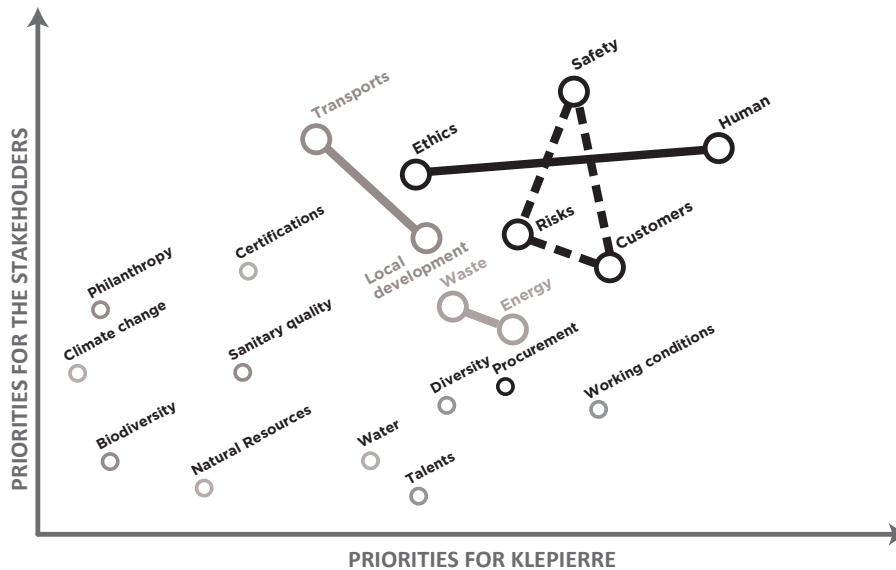 Safety
Transports
Human
Ethics
Certifications
Risks
Customers
Local
development
Philanthropy
Waste
Energy
Climate change
Sanitary quality
Procurement
Diversity
Working conditions
Biodiversity
Natural Resources
Water
Talents
PRIORITIES FOR THE STAKEHOLDERS
PRIORITIES FOR KLEPIERRE